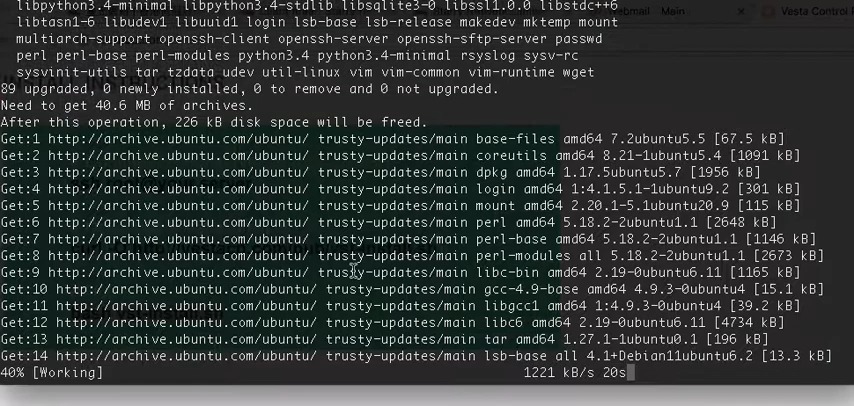 libpython3.4-minimal libpython3.4-stdlib libsqlite3-0 libssl1.0.0 libstdc++6
Webmail Main Vesta Control
libtasn1-6 libudev1 libuuid1 login lsb-base lsb-release makedev mktemp mount
multiarch-support openssh-client openssh-server openssh-sftp-server passwd
perl perl-base perl-modules python3.4 python3.4-minimal rsyslog sysv-rc
sysvinit-utils tar tzdata udev util-linux vim vim-common vim-runtime wget
89 upgraded, 0 newly installed, 0 to remove and 0 not upgraded.
Need to get 40.6 MB of archives.
After this operation, 226 kB disk space will be freed.
Get:1 http://archive.ubuntu.com/ubuntu/ trusty-updates/main base-files amd64 7.2ubuntu5.5 [67.5 kB]
Get:2 http://archive.ubuntu.com/ubuntu/ trusty-updates/main coreutils amd64 8.21-1ubuntu5.4 [1091 kB]
Get:3 http://archive.ubuntu.com/ubuntu/ trusty-updates/main dpkg amd64 1.17.5ubuntu5.7 [1956 kB]
Get:4 http://archive.ubuntu.com/ubuntu/ trusty-updates/main login amd64 1:4.1.5.1-1ubuntu9.2 [301 kB]
Get:5 http://archive.ubuntu.com/ubuntu/ trusty-updates/main mount amd64 2.20.1-5.1ubuntu20.9 [115 kB]
Get:6 http://archive.ubuntu.com/ubuntu/ trusty-updates/main perl amd64 5.18.2-2ubuntu1.1 [2648 kB]
Get:7 http://archive.ubuntu.com/ubuntu/ trusty-updates/main perl-base amd64 5.18.2-2ubuntu1.1 [1146 kB]
Get:8 http://archive.ubuntu.com/ubuntu/ trusty-updates/main perl-modules all 5.18.2-2ubuntu1.1 [2673 kB]
Get:9 http://archive.ubuntu.com/ubuntu/ trusty-updates/main libc-bin amd64 2.19-0ubuntu6.11 [1165 kB]
Get:10 http://archive.ubuntu.com/ubuntu/ trusty-updates/main gcc-4.9-base amd64 4.9.3-0ubuntu4 [15.1 kB]
Get:11 http://archive.ubuntu.com/ubuntu/ trusty-updates/main libgcc1 amd64 1:4.9.3-0ubuntu4 [39.2 kB]
Get:12 http://archive.ubuntu.com/ubuntu/ trusty-updates/main libc6 amd64 2.19-0ubuntu6.11 [4734 kB]
Get:13 http://archive.ubuntu.com/ubuntu/ trusty-updates/main tar amd64 1.27.1-1ubuntu0.1 [196 kB]
Get:14 http://archive.ubuntu.com/ubuntu/ trusty-updates/main lsb-base all 4.1+Debian11ubuntu6.2 [13.3 kB]
40% [Working] 1221 kB/s 20s